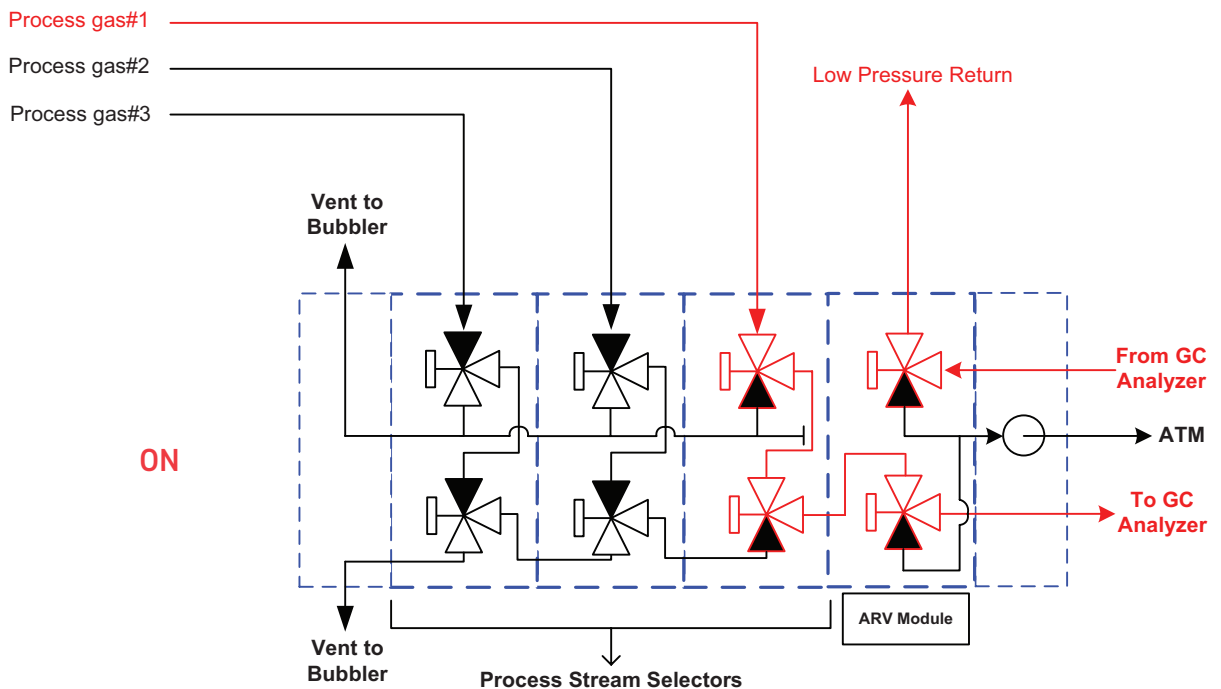 Process gas#1
Process gas#2
Process gas#3
Low Pressure Return
Vent to
Bubbler
From GC
Analyzer
ATM
ON
To GC
Analyzer
Vent to
Bubbler
ARV Module
Process Stream Selectors